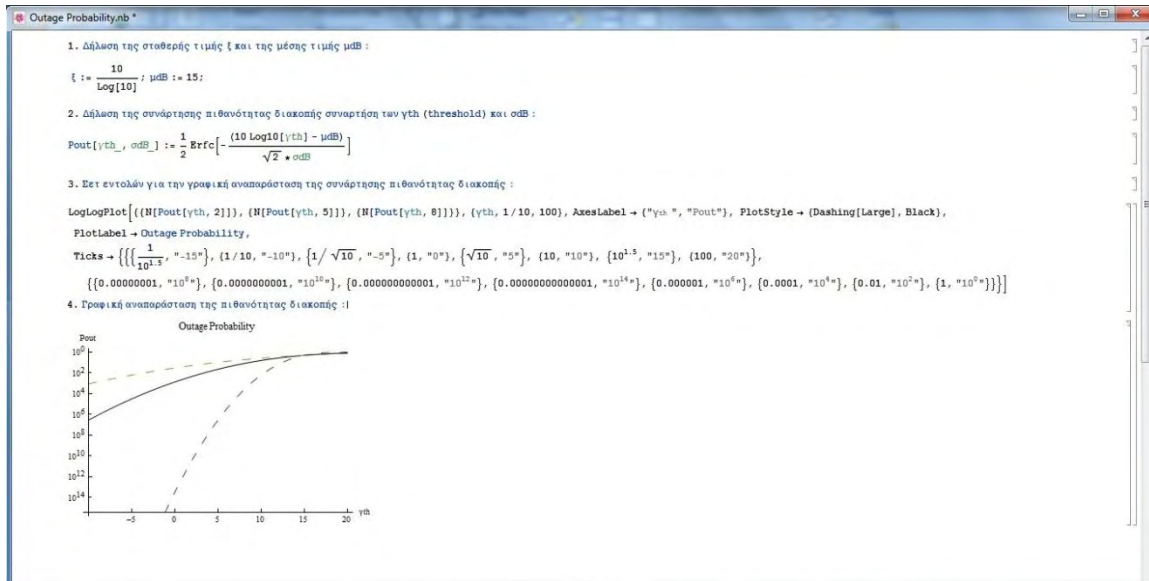 Outage Probability.nb *
1. Δήλωση της σταθερής τιμής ξ και της μέσης τιμής μdB :
ξ := 10 / Log[10] ; μdB := 15;
2. Δήλωση της συνάρτησης πιθανότητας διακοπής συναρτήση των γth (threshold) και σdB :
Pout[γth_, σdB_] := 1/2 Erfc[-(10 Log10[γth] - μdB) / √2 * σdB]
3. Σετ εντολών για την γραφική αναπαράσταση της συνάρτησης πιθανότητας διακοπής :
LogLogPlot[{{N[Pout[γth, 2]]}, {N[Pout[γth, 5]]}, {N[Pout[γth, 8]]}}, {γth, 1/10, 100}, AxesLabel → {"γth ", "Pout"}, PlotStyle → {Dashing[Large], Black},
PlotLabel → Outage Probability,
Ticks → {{{1/10^1.5, "-15"}, {1/10, "-10"}, {1/√10, "-5"}, {1, "0"}, {√10, "5"}, {10, "10"}, {10^1.5, "15"}, {100, "20"}},
{{0.00000001, "10^8"}, {0.0000000001, "10^10"}, {0.000000000001, "10^12"}, {0.00000000000001, "10^14"}, {0.000001, "10^6"}, {0.0001, "10^4"}, {0.01, "10^2"}, {1, "10^0"}}}]
4. Γραφική αναπαράσταση της πιθανότητας διακοπής :
Outage Probability
Pout
10^0
10^2
10^4
10^6
10^8
10^10
10^12
10^14
-5 0 5 10 15 20 γth